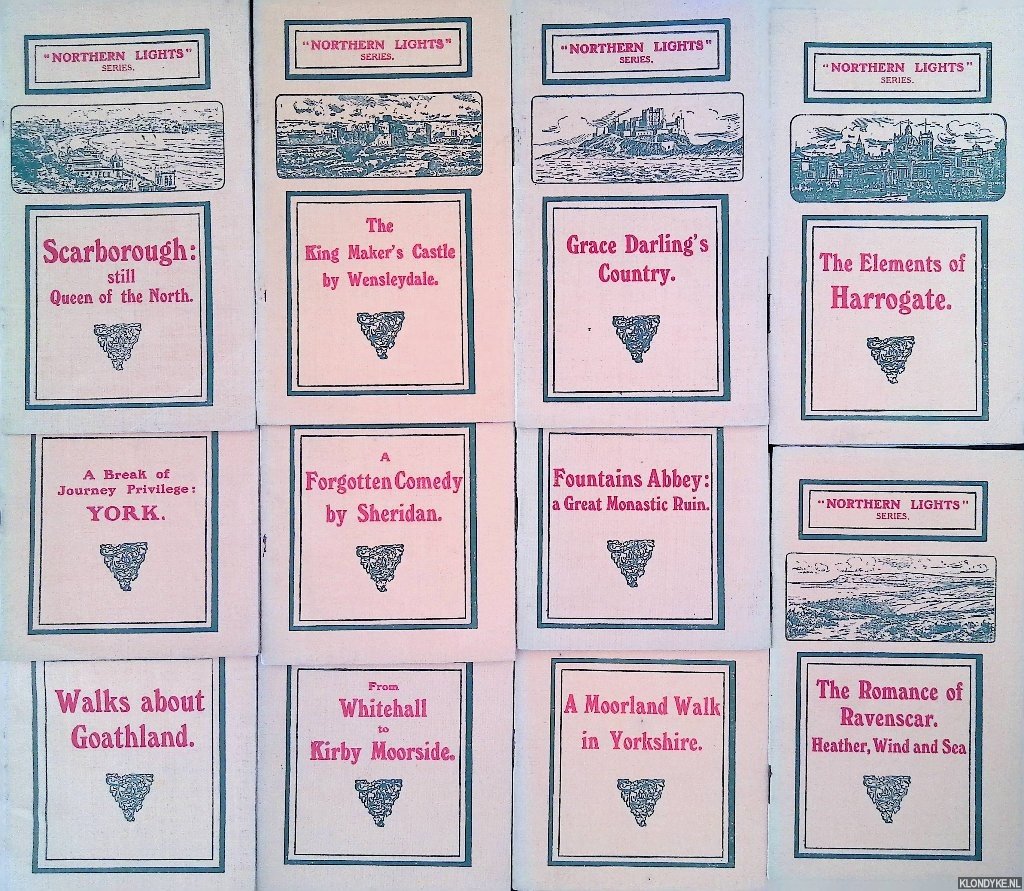 "NORTHERN LIGHTS"
SERIES.
Scarborough:
still
Queen of the North.
"NORTHERN LIGHTS"
SERIES.
The
King Maker's Castle
by Wensleydale.
"NORTHERN LIGHTS"
SERIES.
Grace Darling's
Country.
"NORTHERN LIGHTS"
SERIES.
The Elements of
Harrogate.
A Break of
Journey Privilege:
YORK.
A
Forgotten Comedy
by Sheridan.
Fountains Abbey:
a Great Monastic Ruin.
"NORTHERN LIGHTS"
SERIES.
The Romance of
Ravenscar.
Heather, Wind and Sea
Walks about
Goathland.
From
Whitehall
to
Kirby Moorside.
A Moorland Walk
in Yorkshire.
KLONDYKE.NL